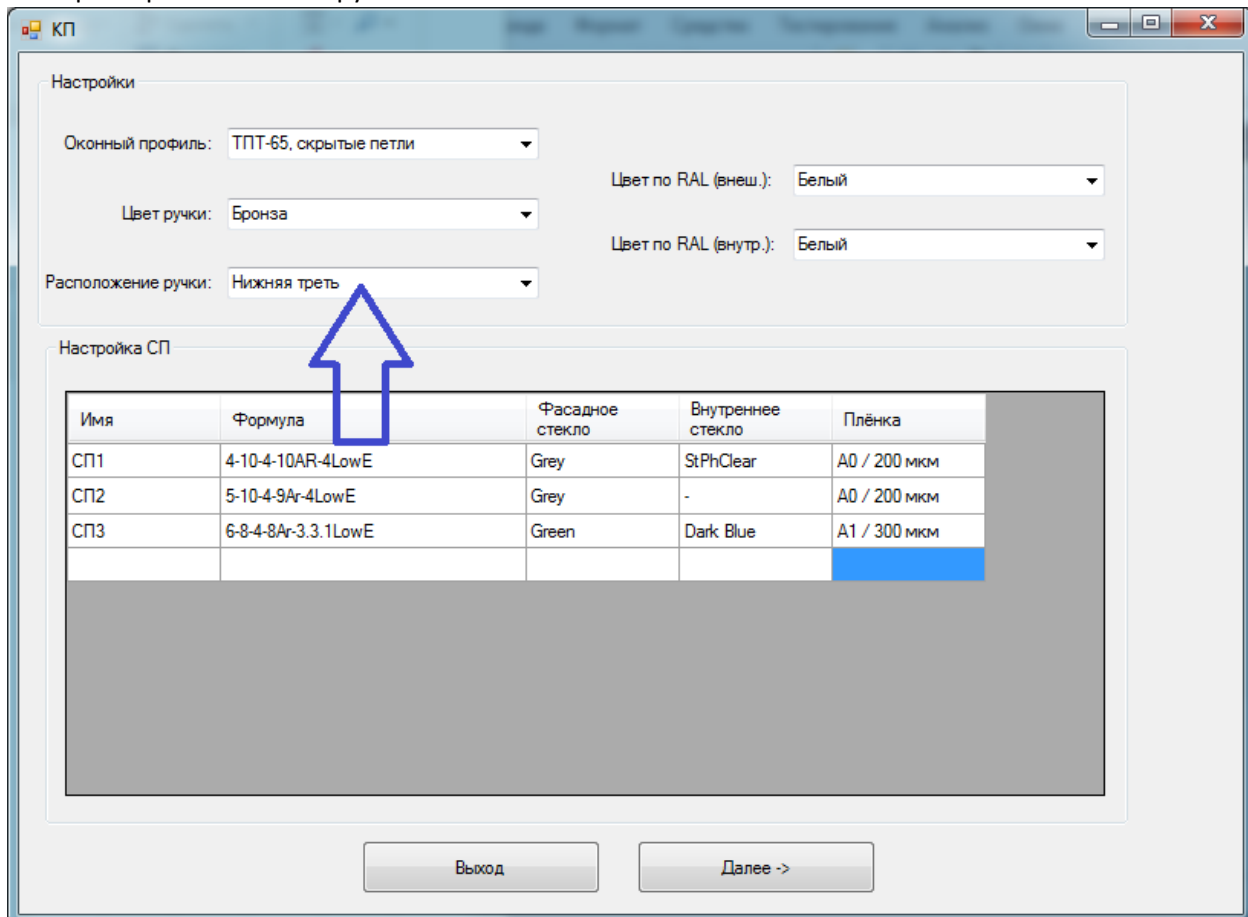 КП
Настройки
Оконный профиль: ТПТ-65, скрытые петли
Цвет по RAL (внеш.): Белый
Цвет ручки: Бронза
Цвет по RAL (внутр.): Белый
Расположение ручки: Нижняя треть
Настройка СП
Имя Формула Фасадное стекло Внутреннее стекло Плёнка
СП1 4-10-4-10AR-4LowE Grey StPhClear A0 / 200 мкм
СП2 5-10-4-9Ar-4LowE Grey - A0 / 200 мкм
СП3 6-8-4-8Ar-3.3.1LowE Green Dark Blue A1 / 300 мкм
Выход Далее ->